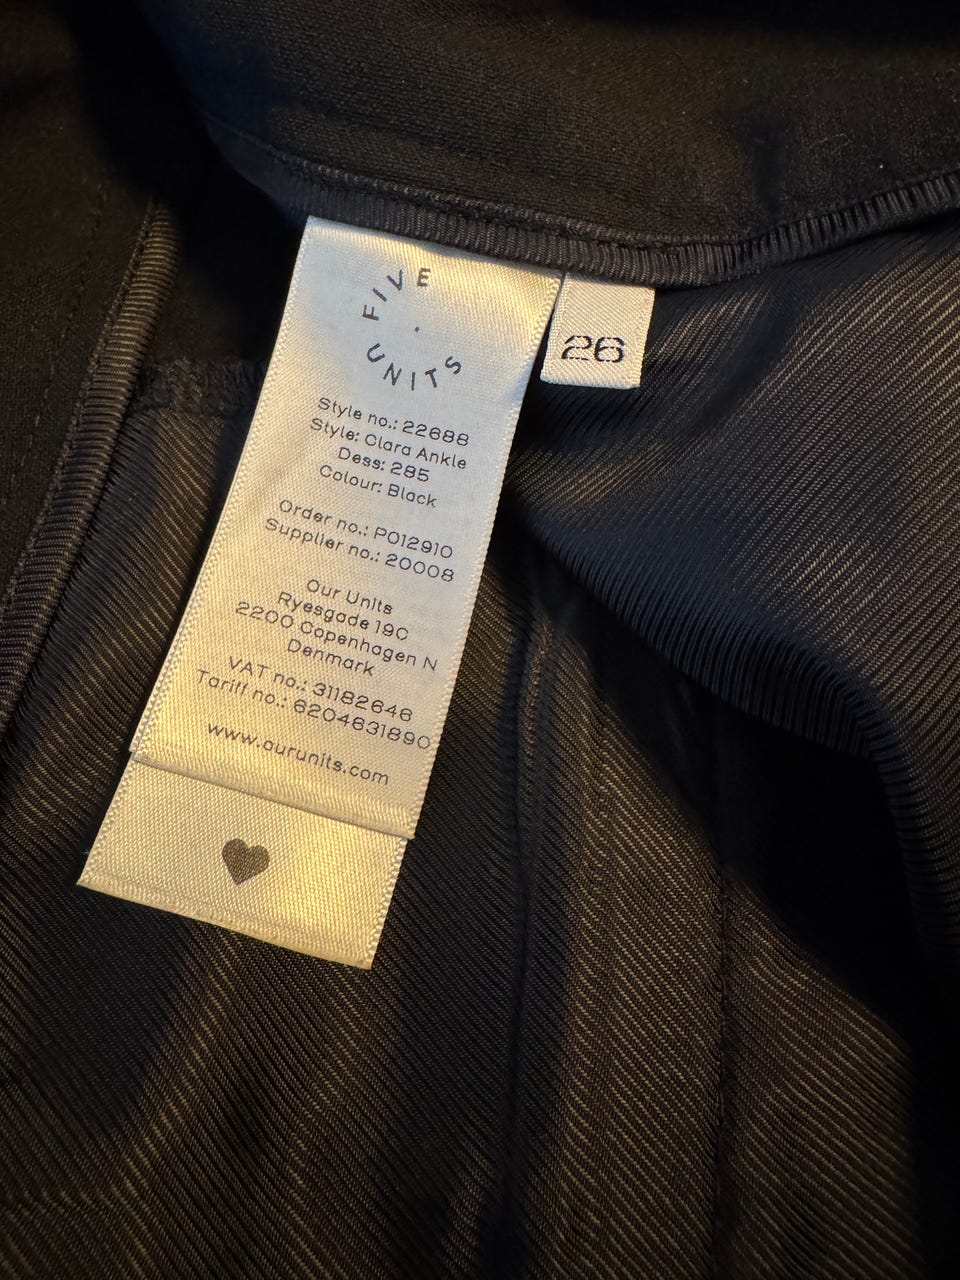 FIVE
UNITS
26
Style no.: 22688
Style: Clara Ankle
Dess: 285
Colour: Black
Order no.: PO12910
Supplier no.: 20008
Our Units
Ryesgade 19C
2200 Copenhagen N
Denmark
VAT no.: 31182646
Tariff no.: 6204631890
www.ourunits.com